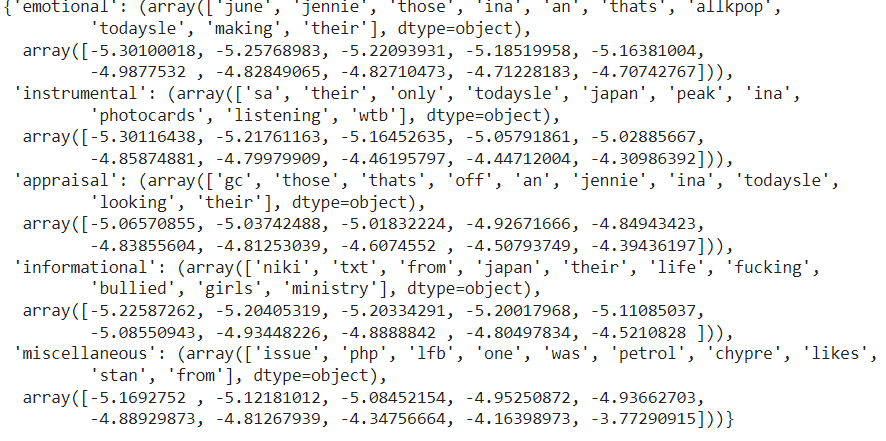 {'emotional': (array(['june', 'jennie', 'those', 'ina', 'an', 'thats', 'allkpop',
'todaysle', 'making', 'their'], dtype=object),
array([-5.30100018, -5.25768983, -5.22093931, -5.18519958, -5.16381004,
-4.9877532 , -4.82849065, -4.82710473, -4.71228183, -4.70742767])),
'instrumental': (array(['sa', 'their', 'only', 'todaysle', 'japan', 'peak', 'ina',
'photocards', 'listening', 'wtb'], dtype=object),
array([-5.30116438, -5.21761163, -5.16452635, -5.05791861, -5.02885667,
-4.85874881, -4.79979909, -4.46195797, -4.44712004, -4.30986392])),
'appraisal': (array(['gc', 'those', 'thats', 'off', 'an', 'jennie', 'ina', 'todaysle',
'looking', 'their'], dtype=object),
array([-5.06570855, -5.03742488, -5.01832224, -4.92671666, -4.84943423,
-4.83855604, -4.81253039, -4.6074552 , -4.50793749, -4.39436197])),
'informational': (array(['niki', 'txt', 'from', 'japan', 'their', 'life', 'fucking',
'bullied', 'girls', 'ministry'], dtype=object),
array([-5.22587262, -5.20405319, -5.20334291, -5.20017968, -5.11085037,
-5.08550943, -4.93448226, -4.8888842 , -4.80497834, -4.5210828 ])),
'miscellaneous': (array(['issue', 'php', 'lfb', 'one', 'was', 'petrol', 'chypre', 'likes',
'stan', 'from'], dtype=object),
array([-5.1692752 , -5.12181012, -5.08452154, -4.95250872, -4.93662703,
-4.88929873, -4.81267939, -4.34756664, -4.16398973, -3.77290915]))}